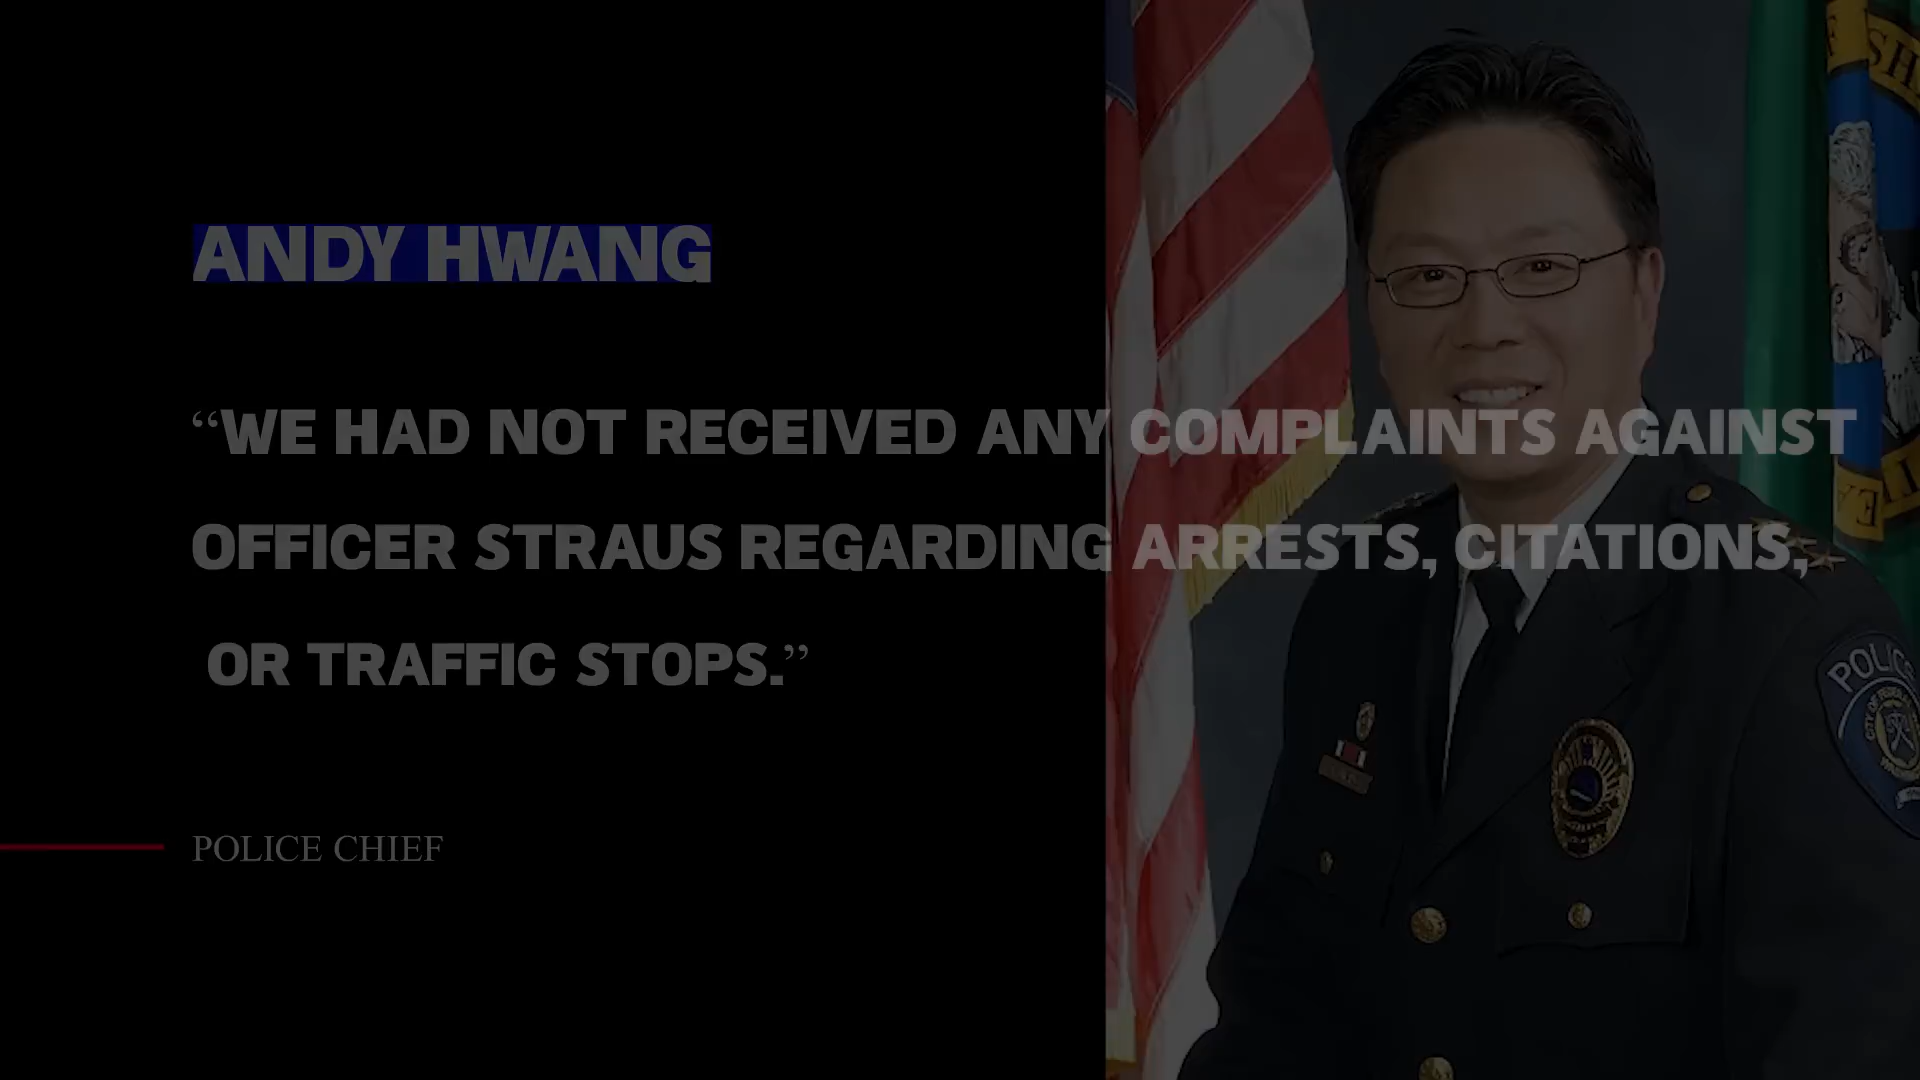 ANDY HWANG
“WE HAD NOT RECEIVED ANY COMPLAINTS AGAINST
OFFICER STRAUS REGARDING ARRESTS, CITATIONS,
OR TRAFFIC STOPS.”
POLICE CHIEF
POLICE